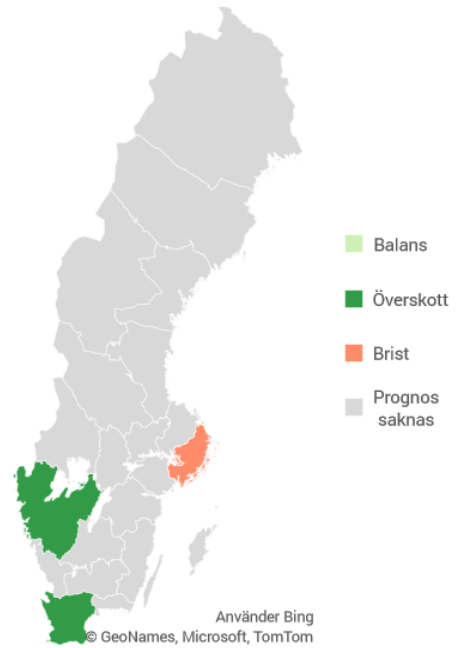 Balans
Överskott
Brist
Prognos
saknas
Använder Bing
© GeoNames, Microsoft, TomTom